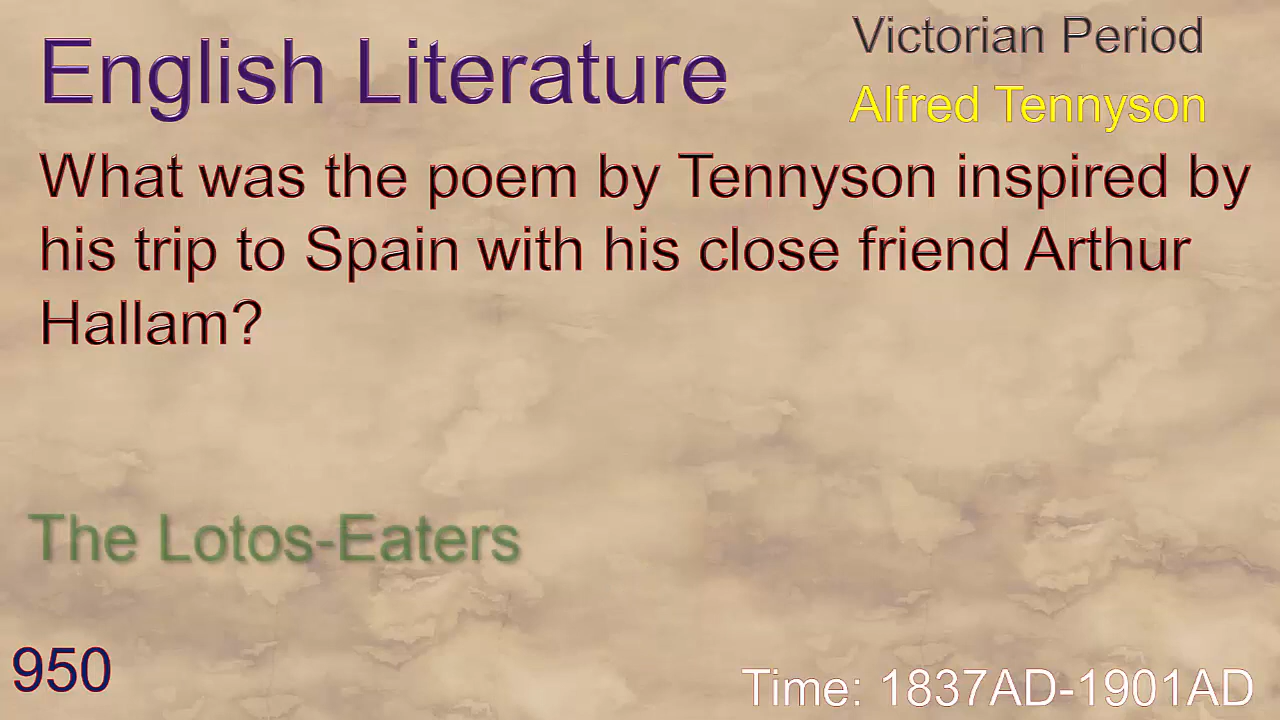 English Literature
Victorian Period
Alfred Tennyson
What was the poem by Tennyson inspired by
his trip to Spain with his close friend Arthur
Hallam?
The Lotos-Eaters
950
Time: 1837AD-1901AD